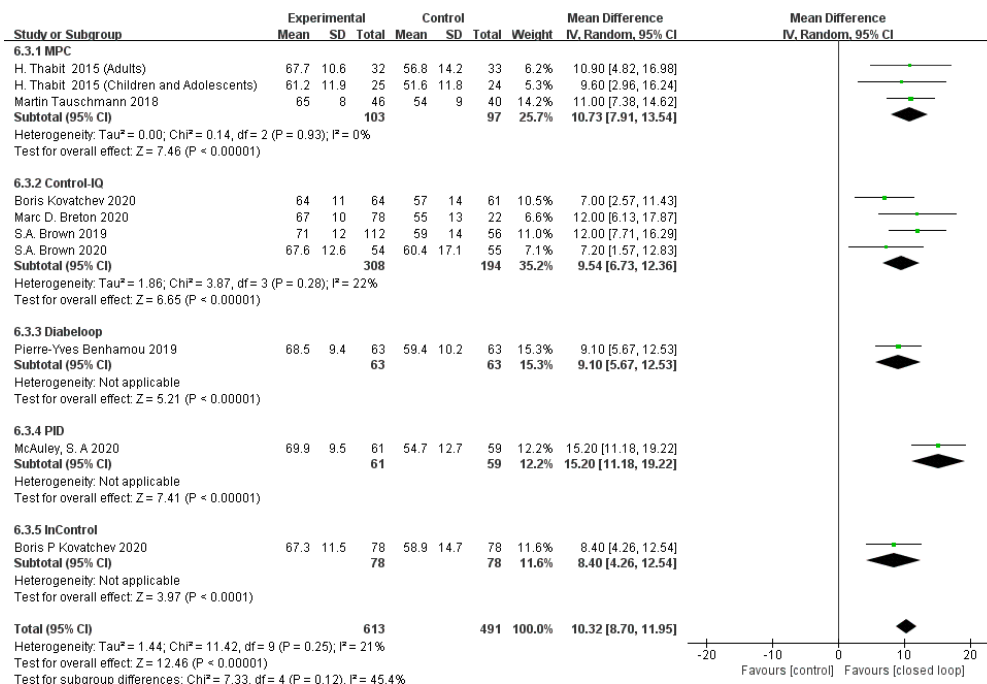 Experimental Control Mean Difference Mean Difference
Study or Subgroup Mean SD Total Mean SD Total Weight IV, Random, 95% CI IV, Random, 95% CI
6.3.1 MPC
H. Thabit 2015 (Adults) 67.7 10.6 32 56.8 14.2 33 6.2% 10.90 [4.82, 16.98]
H. Thabit 2015 (Children and Adolescents) 61.2 11.9 25 51.6 11.8 24 5.3% 9.60 [2.96, 16.24]
Martin Tauschmann 2018 65 8 46 54 9 40 14.2% 11.00 [7.38, 14.62]
Subtotal (95% CI) 103 97 25.7% 10.73 [7.91, 13.54]
Heterogeneity: Tau² = 0.00; Chi² = 0.14, df = 2 (P = 0.93); I² = 0%
Test for overall effect: Z = 7.46 (P < 0.00001)
6.3.2 Control-IQ
Boris Kovatchev 2020 64 11 64 57 14 61 10.5% 7.00 [2.57, 11.43]
Marc D. Breton 2020 67 10 78 55 13 22 6.6% 12.00 [6.13, 17.87]
S.A. Brown 2019 71 12 112 59 14 56 11.0% 12.00 [7.71, 16.29]
S.A. Brown 2020 67.6 12.6 54 60.4 17.1 55 7.1% 7.20 [1.57, 12.83]
Subtotal (95% CI) 308 194 35.2% 9.54 [6.73, 12.36]
Heterogeneity: Tau² = 1.86; Chi² = 3.87, df = 3 (P = 0.28); I² = 22%
Test for overall effect: Z = 6.65 (P < 0.00001)
6.3.3 Diabeloop
Pierre-Yves Benhamou 2019 68.5 9.4 63 59.4 10.2 63 15.3% 9.10 [5.67, 12.53]
Subtotal (95% CI) 63 63 15.3% 9.10 [5.67, 12.53]
Heterogeneity: Not applicable
Test for overall effect: Z = 5.21 (P < 0.00001)
6.3.4 PID
McAuley, S. A 2020 69.9 9.5 61 54.7 12.7 59 12.2% 15.20 [11.18, 19.22]
Subtotal (95% CI) 61 59 12.2% 15.20 [11.18, 19.22]
Heterogeneity: Not applicable
Test for overall effect: Z = 7.41 (P < 0.00001)
6.3.5 InControl
Boris P Kovatchev 2020 67.3 11.5 78 58.9 14.7 78 11.6% 8.40 [4.26, 12.54]
Subtotal (95% CI) 78 78 11.6% 8.40 [4.26, 12.54]
Heterogeneity: Not applicable
Test for overall effect: Z = 3.97 (P < 0.0001)
Total (95% CI) 613 491 100.0% 10.32 [8.70, 11.95]
Heterogeneity: Tau² = 1.44; Chi² = 11.42, df = 9 (P = 0.25); I² = 21%
Test for overall effect: Z = 12.46 (P < 0.00001)
Test for subgroup differences: Chi² = 7.33, df = 4 (P = 0.12), I² = 45.4%
-20 -10 0 10 20
Favours [control] Favours [closed loop]